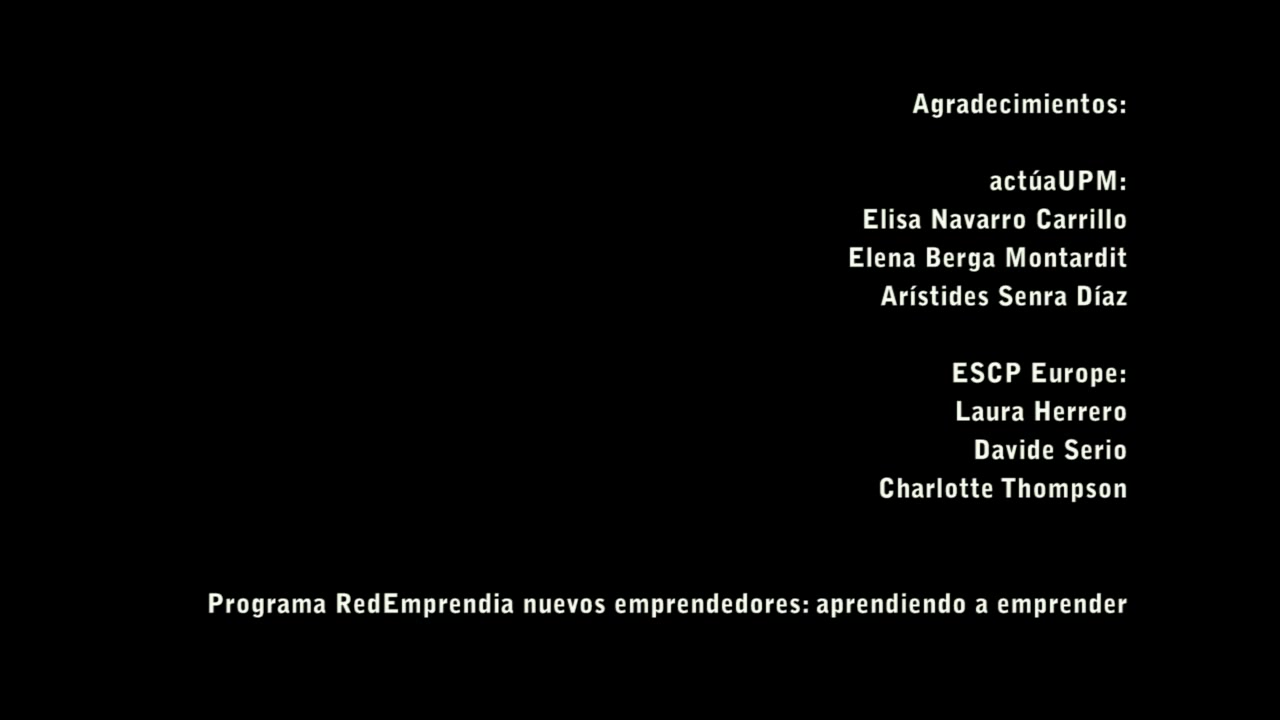 Agradecimientos:
actúaUPM:
Elisa Navarro Carrillo
Elena Berga Montardit
Arístides Senra Díaz
ESCP Europe:
Laura Herrero
Davide Serio
Charlotte Thompson
Programa RedEmprendia nuevos emprendedores: aprendiendo a emprender